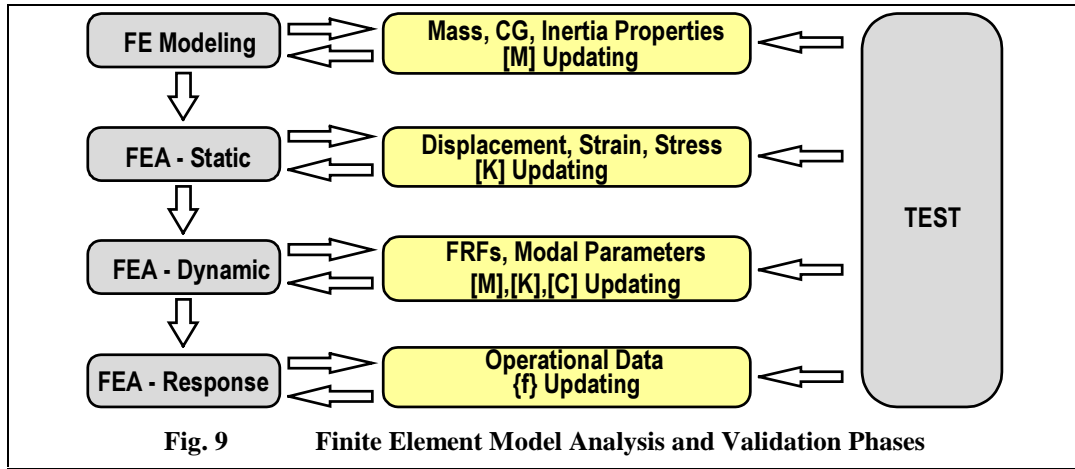 FE Modeling
Mass, CG, Inertia Properties
[M] Updating
FEA - Static
Displacement, Strain, Stress
[K] Updating
TEST
FEA - Dynamic
FRFs, Modal Parameters
[M],[K],[C] Updating
FEA - Response
Operational Data
{f} Updating
Fig. 9 Finite Element Model Analysis and Validation Phases